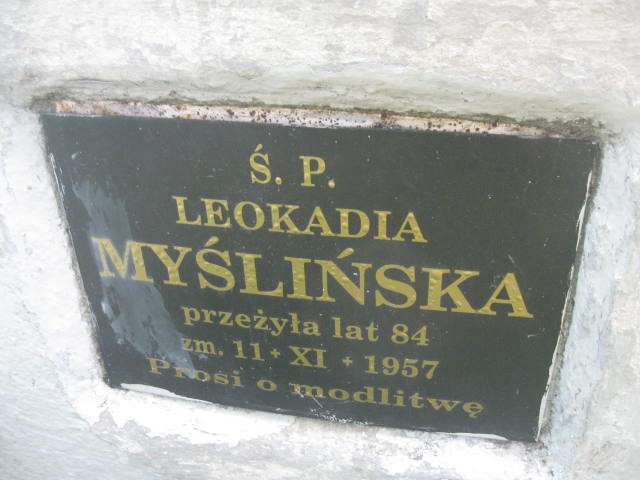 Ś. P.
LEOKADIA
MYŚLIŃSKA
przeżyła lat 84
zm. 11 + XI + 1957
Prosi o modlitwę